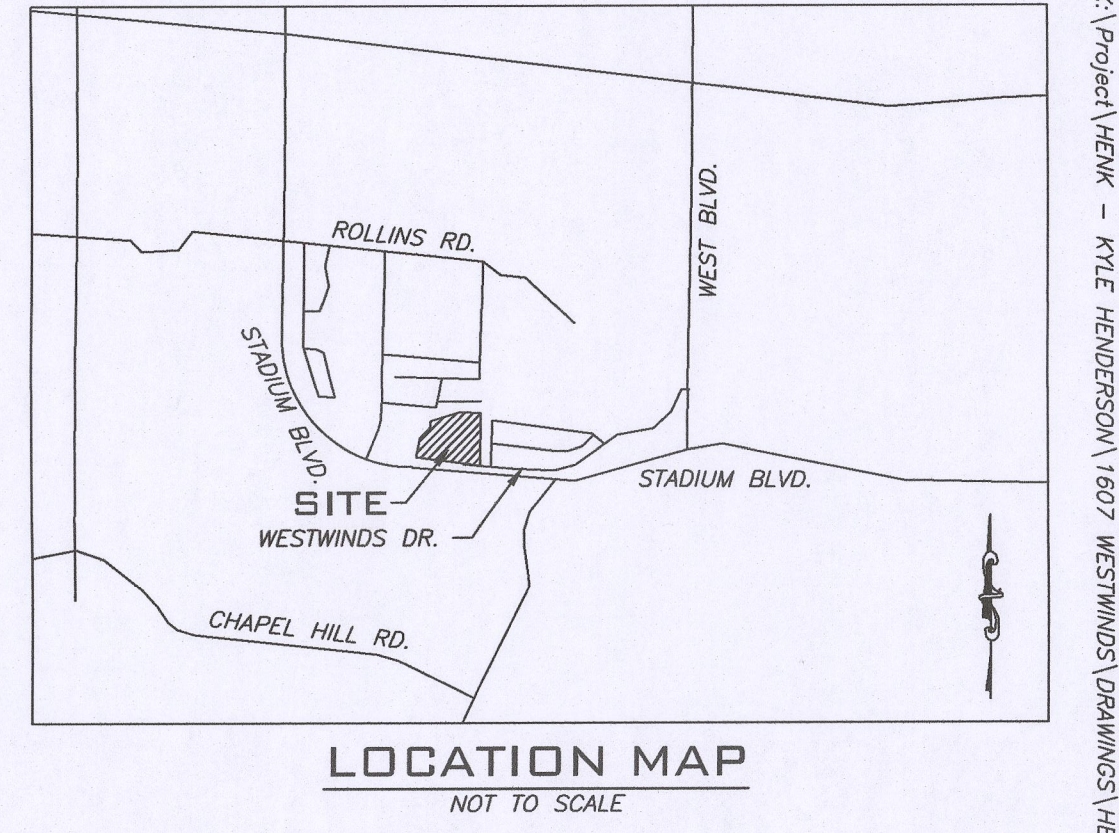 ROLLINS RD.
WEST BLVD.
STADIUM BLVD.
STADIUM BLVD.
SITE
WESTWINDS DR.
CHAPEL HILL RD.
LOCATION MAP
NOT TO SCALE
:\Project\HENK - KYLE HENDERSON\1607 WESTWINDS\DRAWINGS\HE